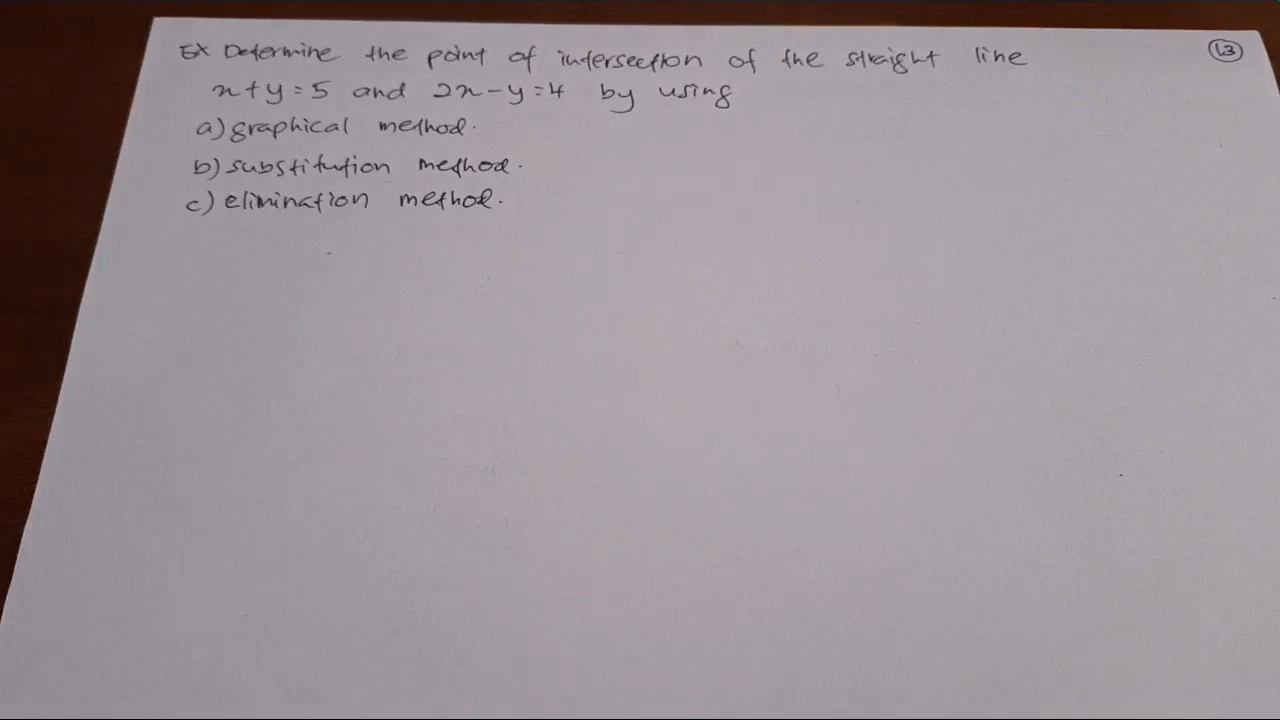 Ex Determine the point of intersection of the straight line
x+y=5 and 2x-y=4 by using
a) graphical method.
b) substitution method.
c) elimination method.
13